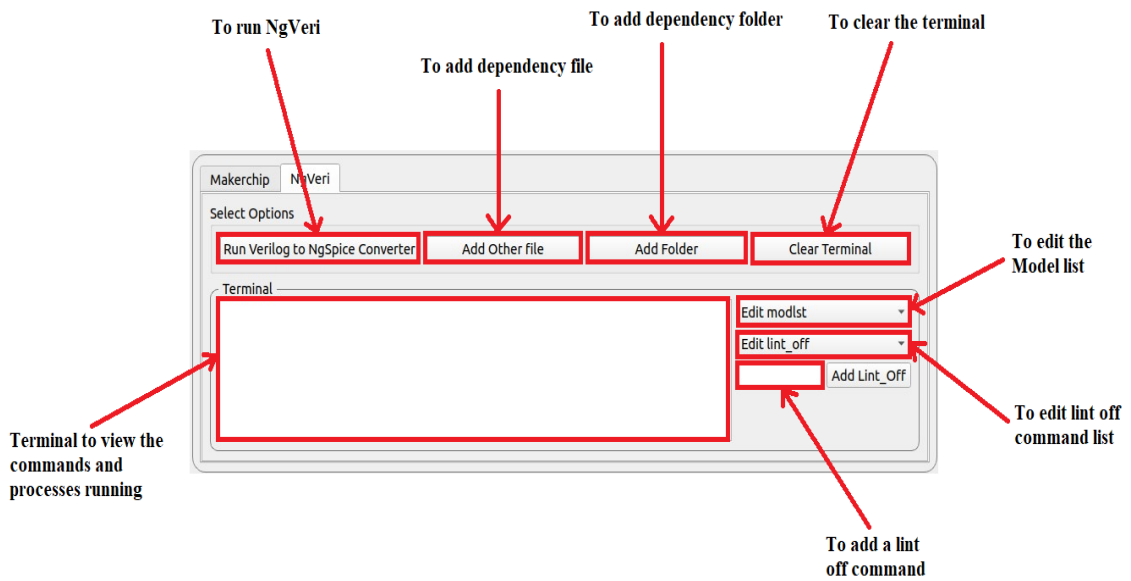 To add dependency folder
To run NgVeri
To clear the terminal
To add dependency file
Makerchip
NgVeri
Select Options
Run Verilog to NgSpice Converter
Add Other file
Add Folder
Clear Terminal
To edit the
Model list
Terminal
Edit modlst
Edit lint_off
Add Lint_Off
To edit lint off
command list
Terminal to view the
commands and
processes running
To add a lint
off command